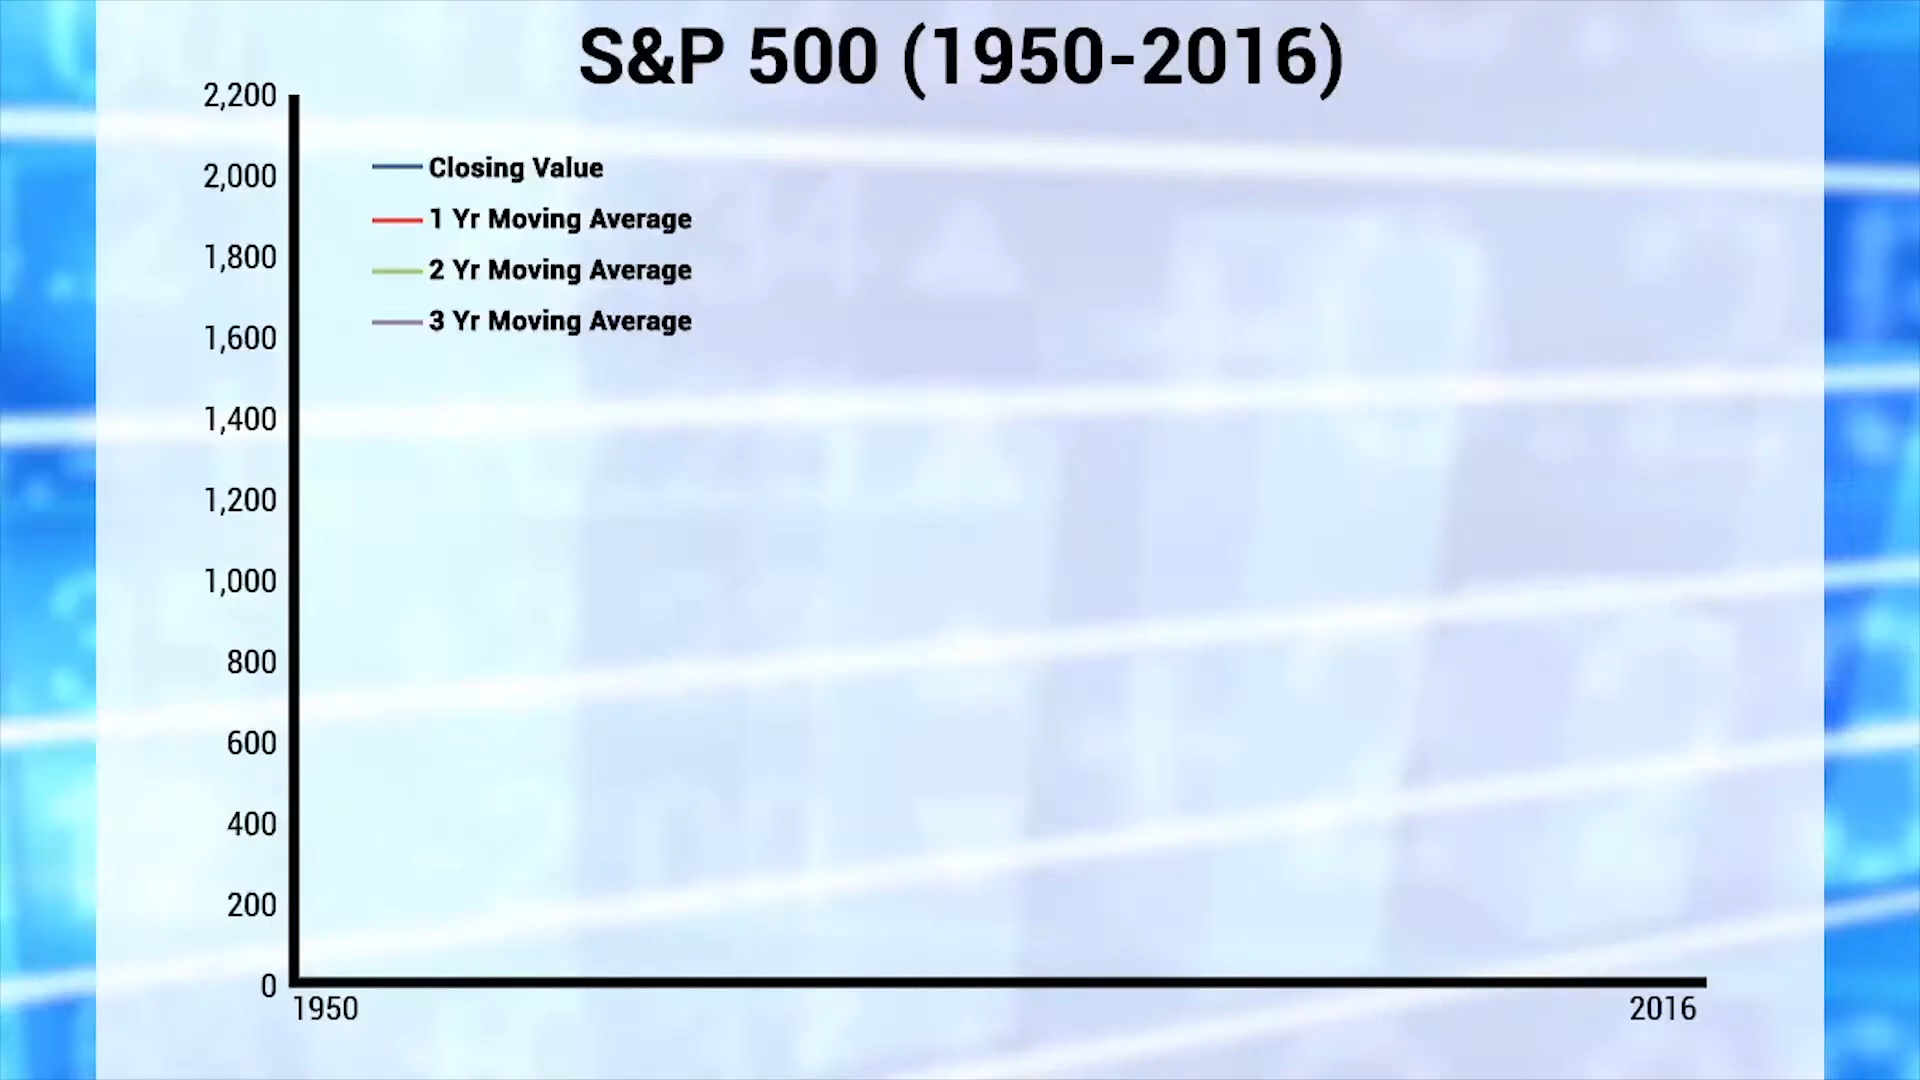 S&P 500 (1950-2016)
2,200
2,000
1,800
1,600
1,400
1,200
1,000
800
600
400
200
0
Closing Value
1 Yr Moving Average
2 Yr Moving Average
3 Yr Moving Average
1950
2016